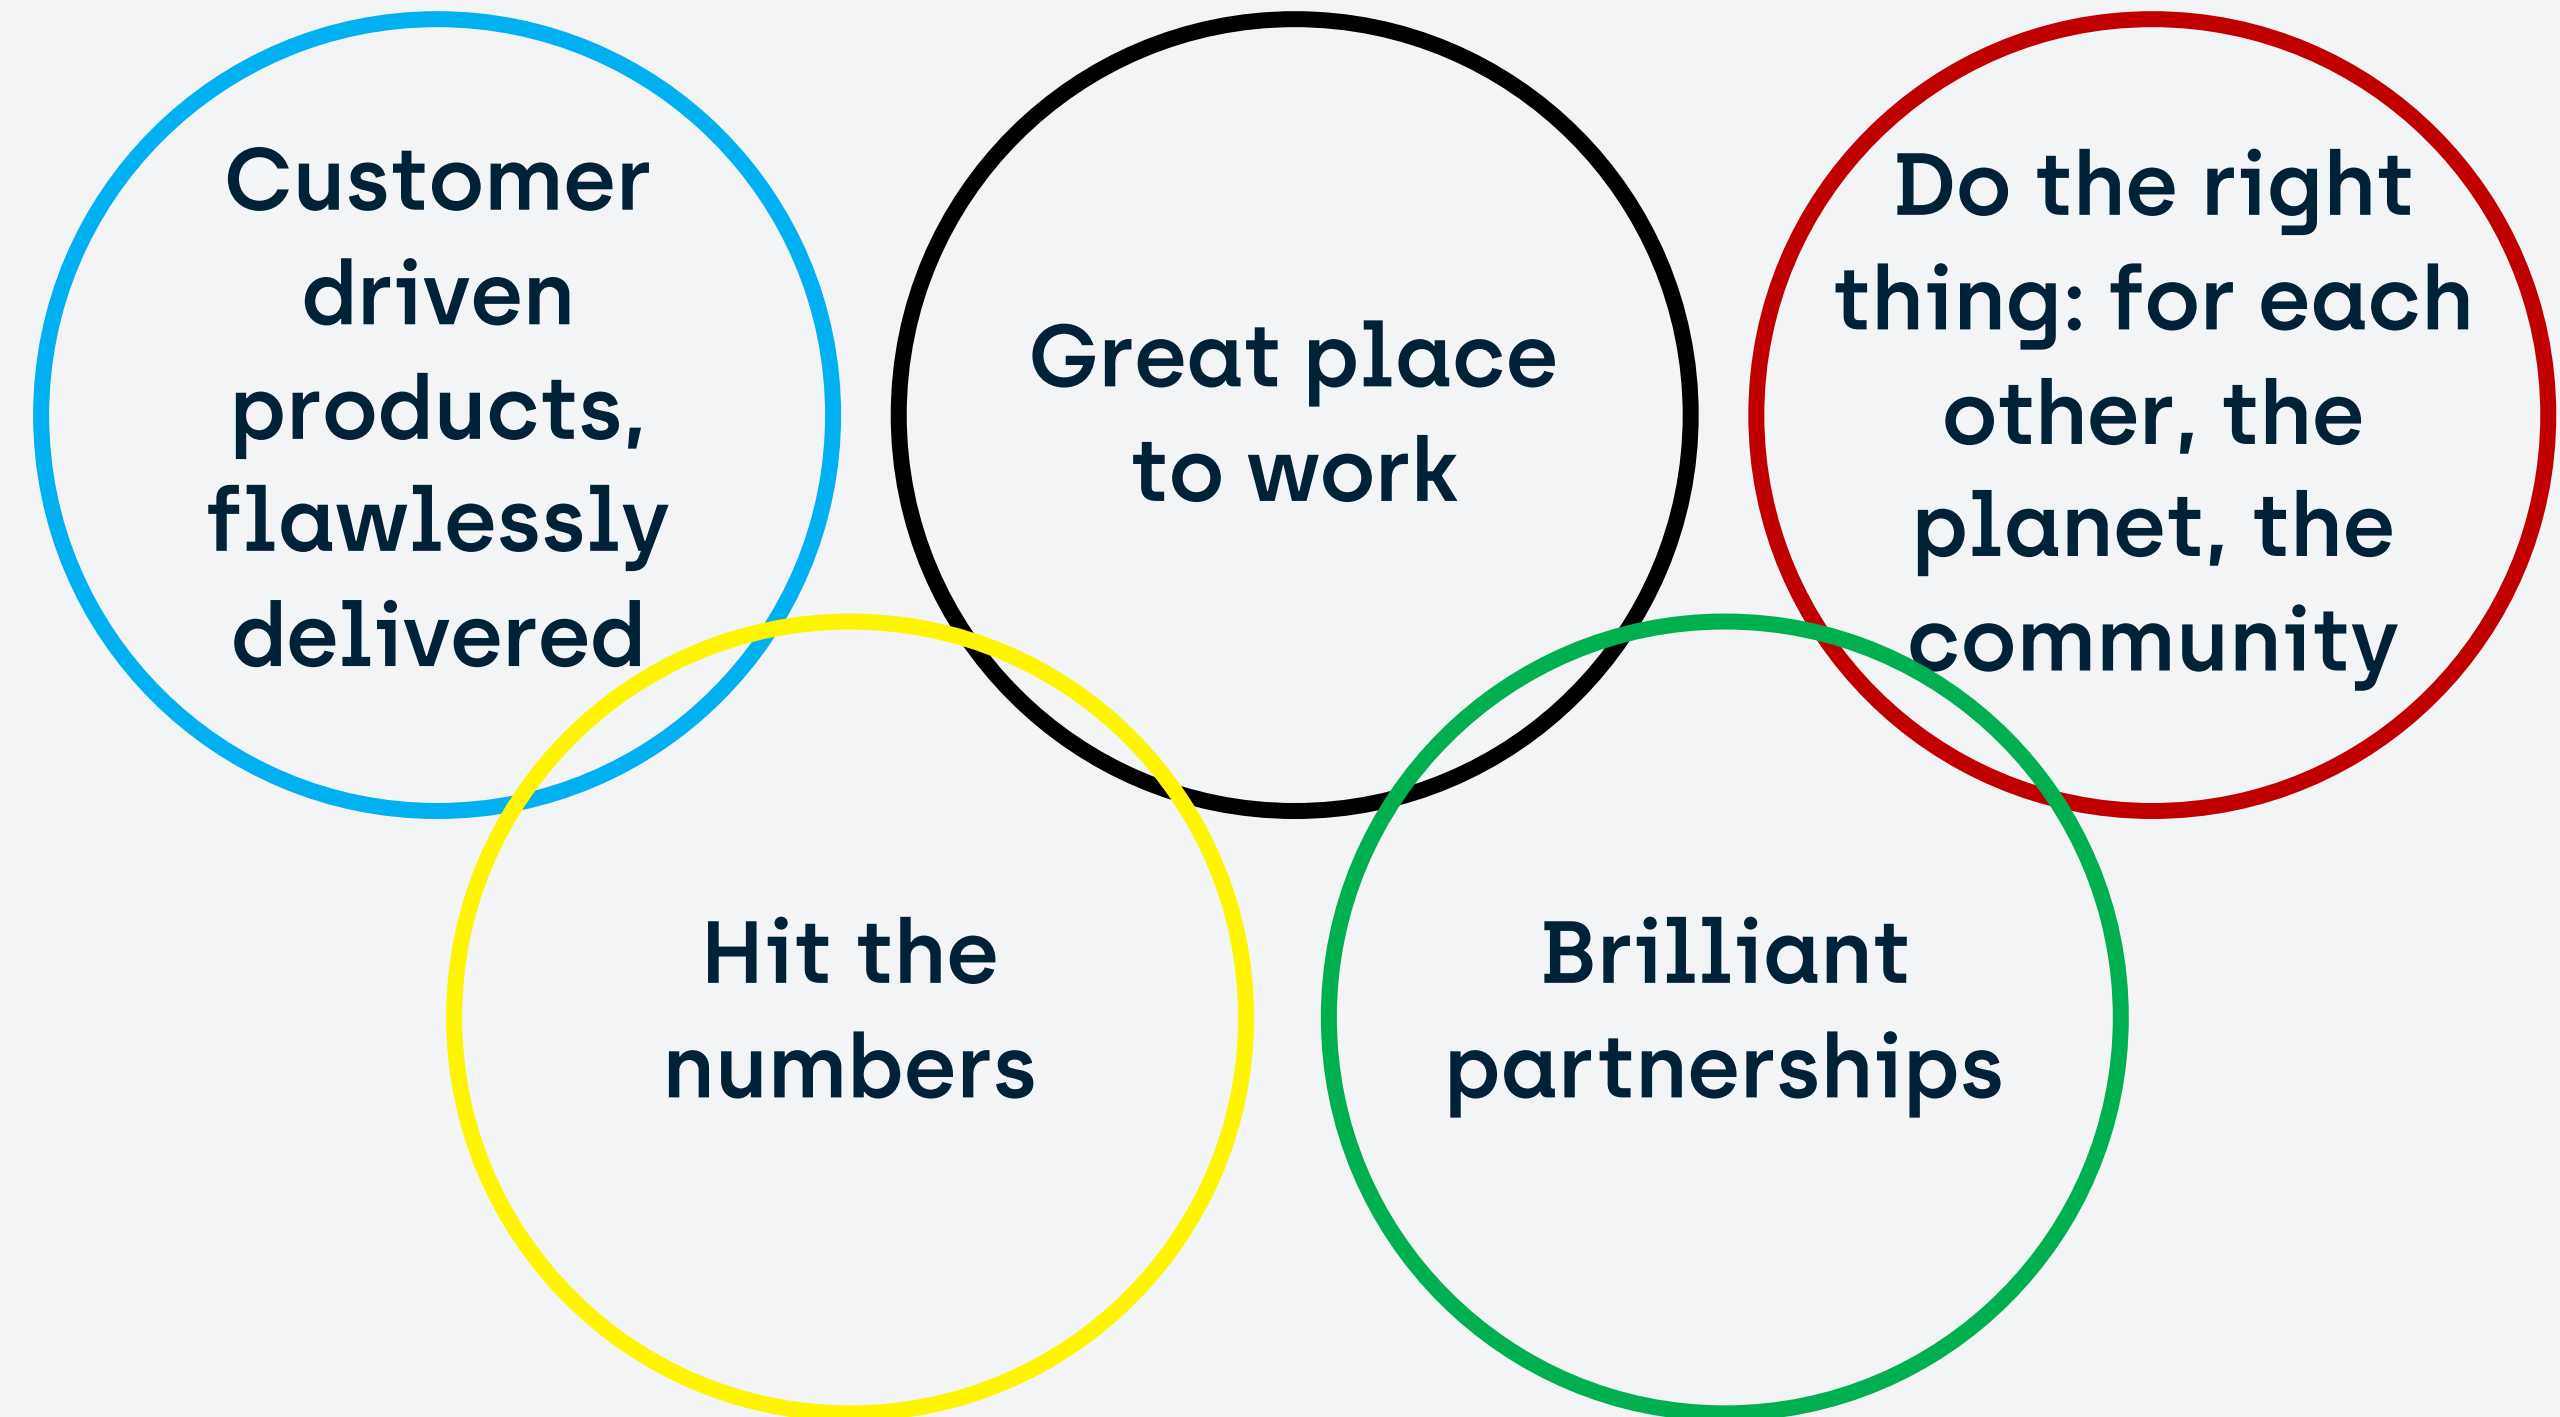 Customer
driven
products,
flawlessly
delivered
Great place
to work
Do the right
thing: for each
other, the
planet, the
community
Hit the
numbers
Brilliant
partnerships